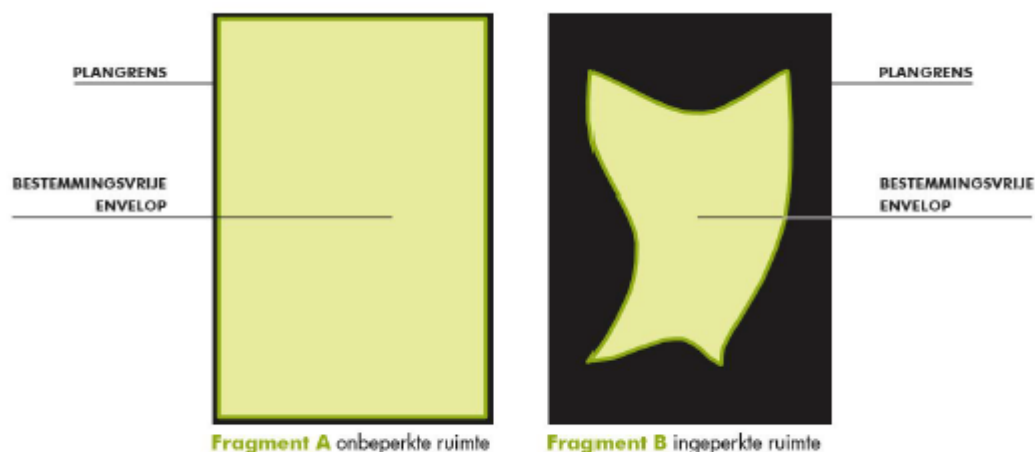 PLANGRENS
BESTEMMINGSVRIJE
ENVELOP
Fragment A onbeperkte ruimte
PLANGRENS
BESTEMMINGSVRIJE
ENVELOP
Fragment B ingeperkte ruimte